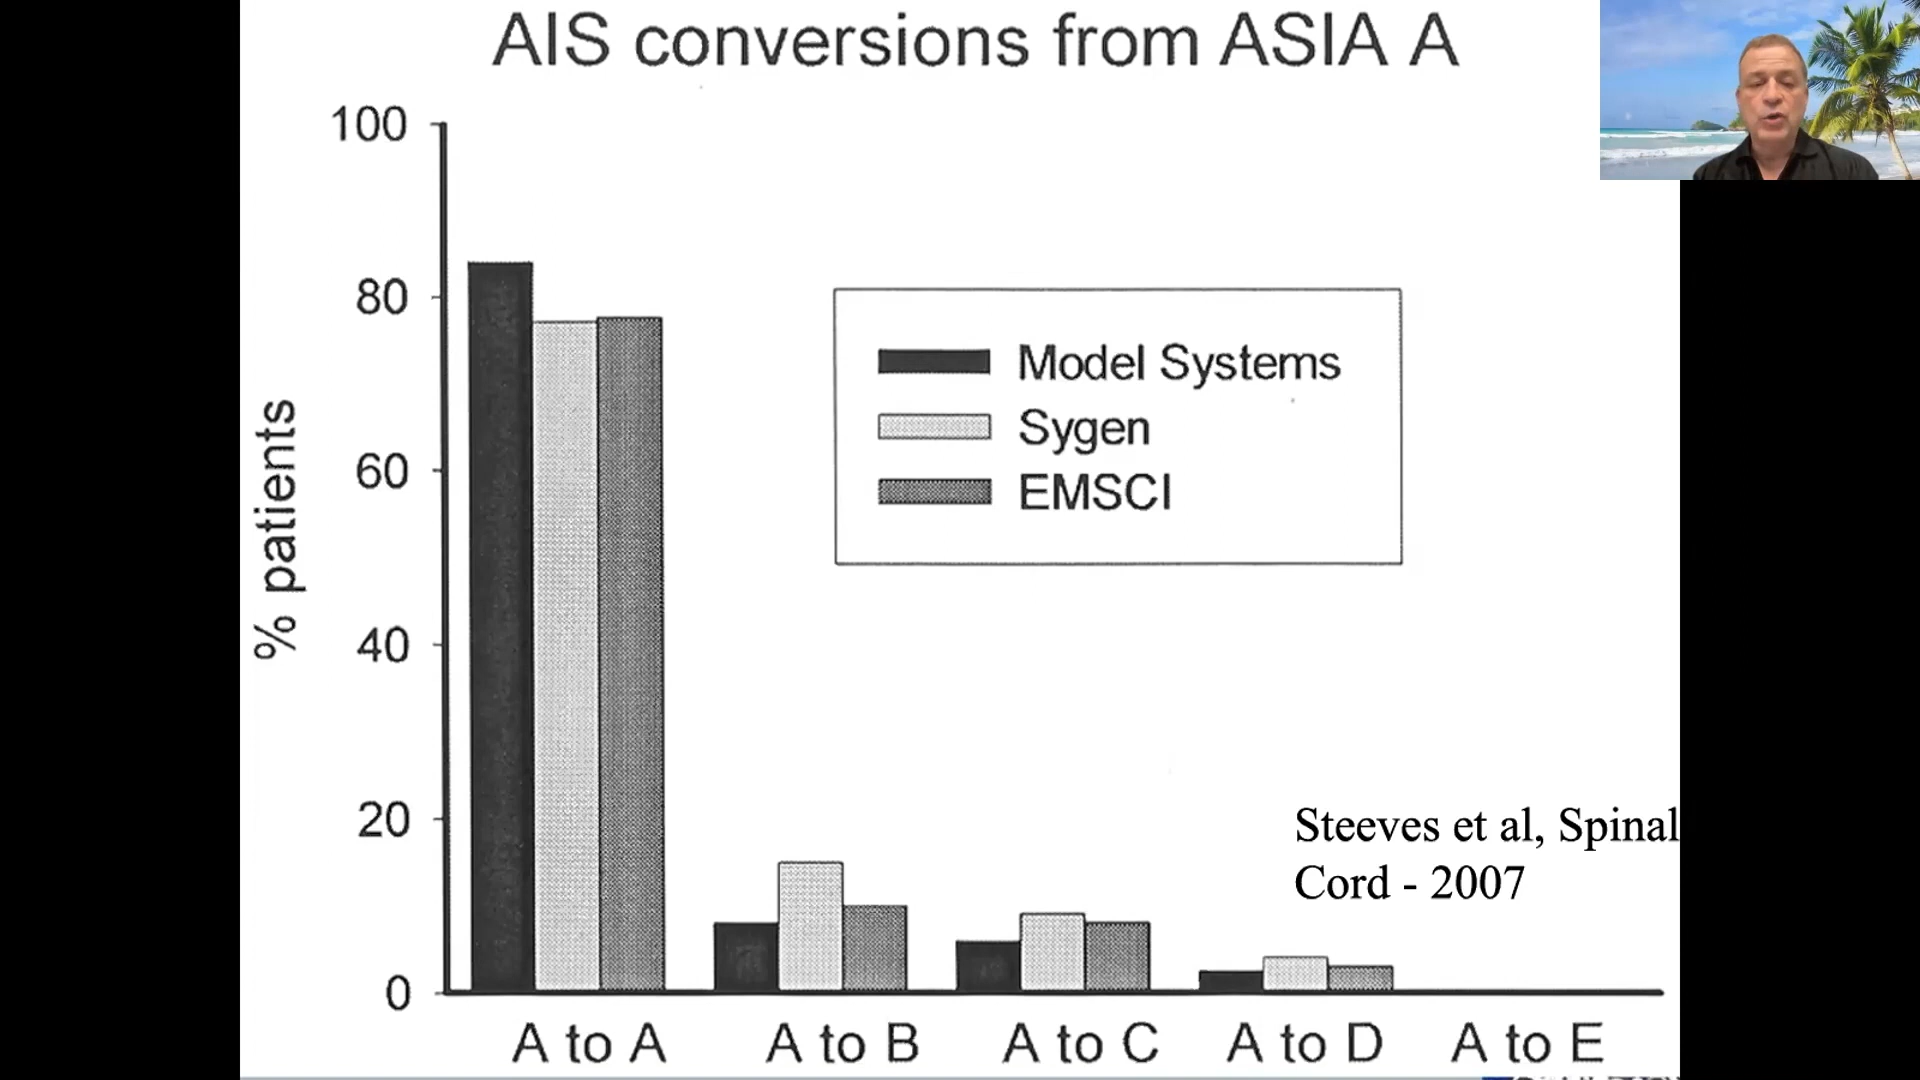 AIS conversions from ASIA A
100
80
60
40
20
0
% patients
Model Systems
Sygen
EMSCI
Steeves et al, Spinal
Cord - 2007
A to A
A to B
A to C
A to D
A to E